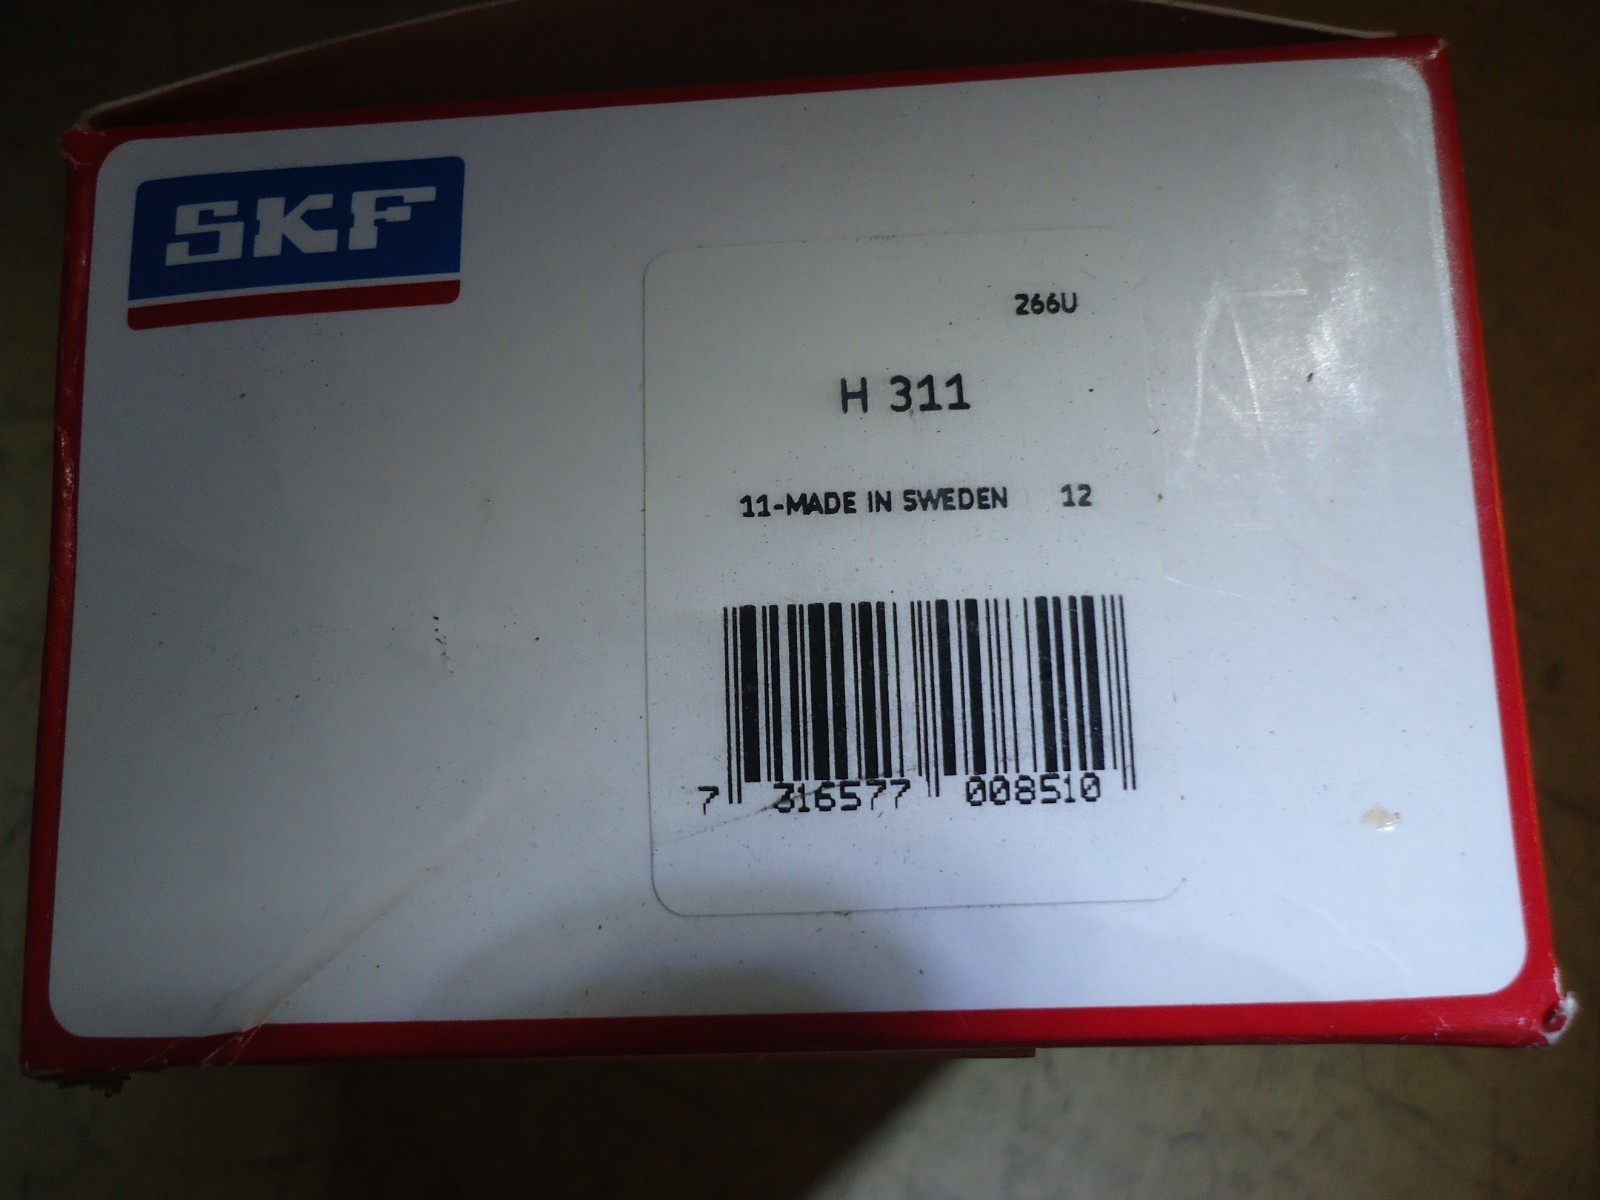 SKF
266U
H 311
11-MADE IN SWEDEN 12
7 316577 008510